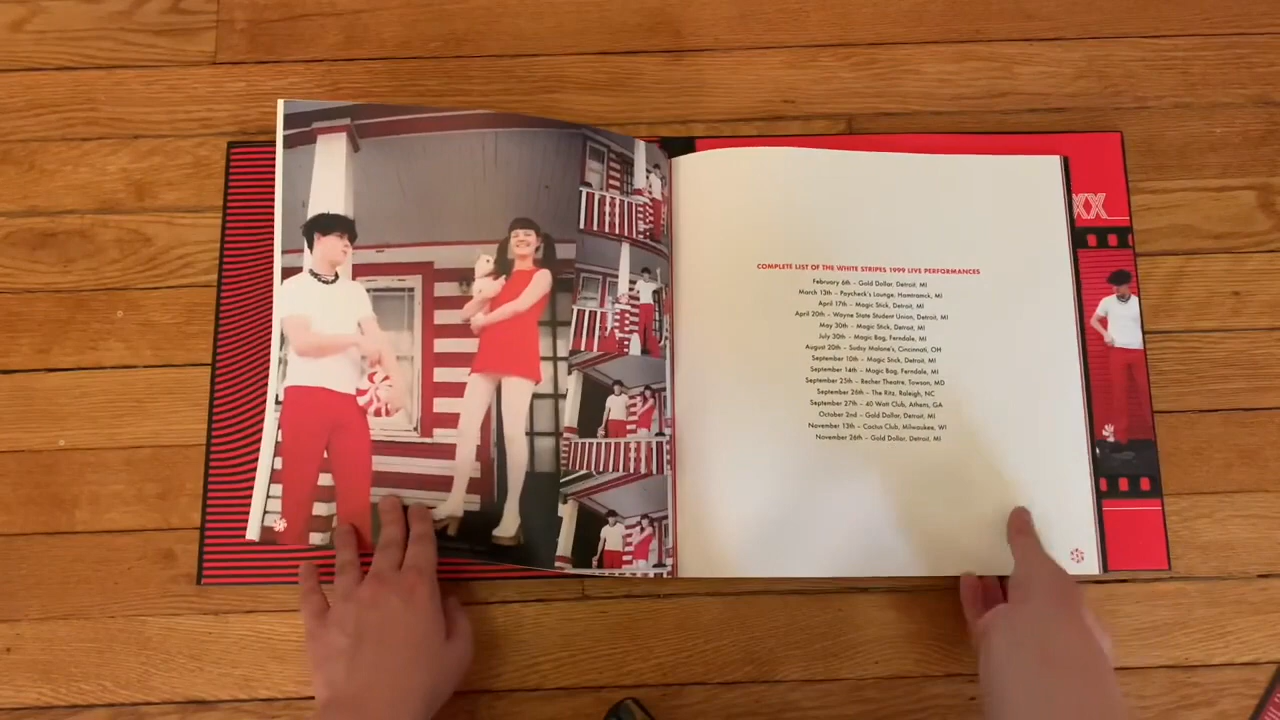 COMPLETE LIST OF THE WHITE STRIPES 1999 LIVE PERFORMANCES
February 6th – Gold Dollar, Detroit, MI
March 13th – Paycheck's Lounge, Hamtramck, MI
April 17th – Magic Stick, Detroit, MI
April 20th – Wayne State Student Union, Detroit, MI
May 30th – Magic Stick, Detroit, MI
July 30th – Magic Bag, Ferndale, MI
August 20th – Sudsy Malone's, Cincinnati, OH
September 10th – Magic Stick, Detroit, MI
September 14th – Magic Bag, Ferndale, MI
September 25th – Recher Theatre, Towson, MD
September 26th – The Ritz, Raleigh, NC
September 27th – 40 Watt Club, Athens, GA
October 2nd – Gold Dollar, Detroit, MI
November 13th – Cactus Club, Milwaukee, WI
November 26th – Gold Dollar, Detroit, MI
XX